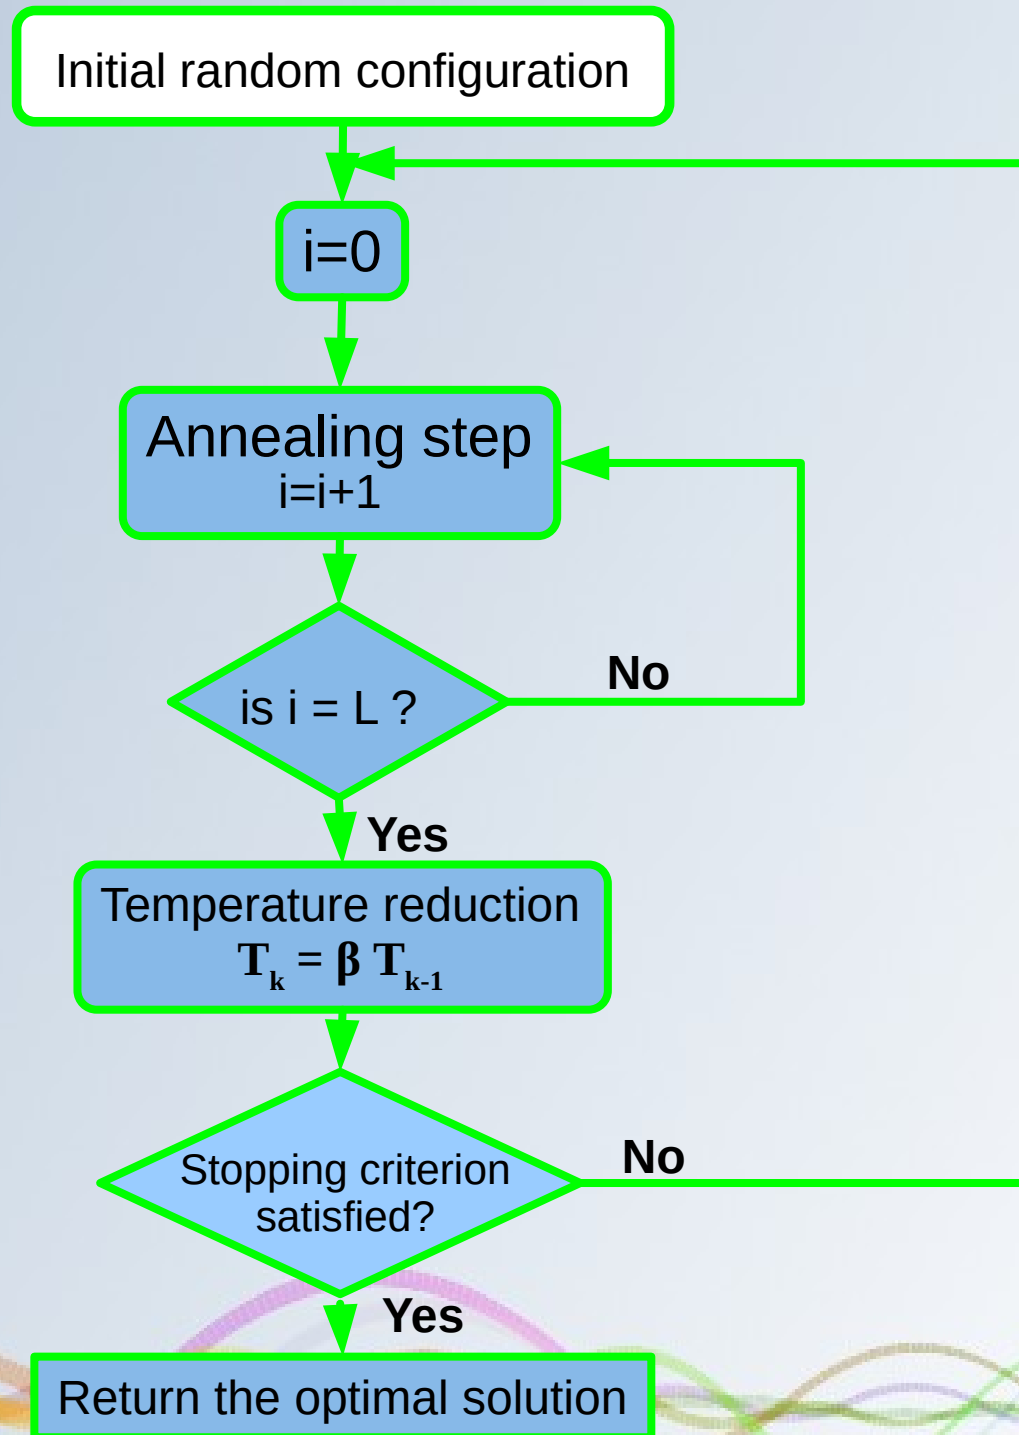 Initial random configuration
i=0
Annealing step
i=i+1
is i = L ?
No
Yes
Temperature reduction
Tk = β Tk-1
No
Stopping criterion
satisfied?
Yes
Return the optimal solution